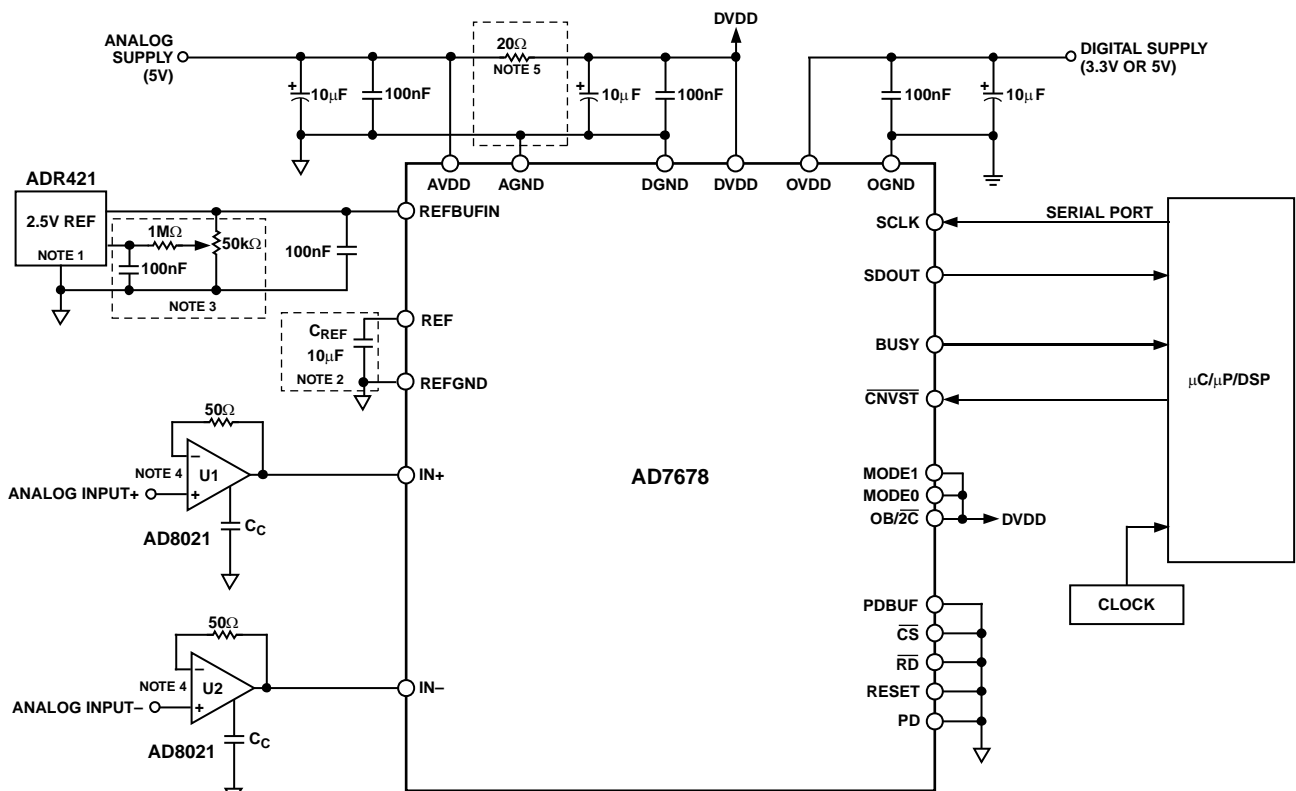 ANALOG
SUPPLY
(5V)
20Ω
NOTE 5
DVDD
DIGITAL SUPPLY
(3.3V OR 5V)
+
10μF
100nF
+
10μF
100nF
100nF
+
10μF
AVDD
AGND
DGND
DVDD
OVDD
OGND
ADR421
2.5V REF
NOTE 1
1MΩ
50kΩ
100nF
NOTE 3
100nF
REFBUFIN
CREF
10μF
NOTE 2
REF
REFGND
50Ω
NOTE 4
–
U1
+
ANALOG INPUT+
CC
AD8021
IN+
50Ω
NOTE 4
–
U2
+
ANALOG INPUT–
CC
AD8021
IN–
AD7678
SCLK
SERIAL PORT
SDOUT
BUSY
CNVST
μC/μP/DSP
MODE1
MODE0
OB/2C
DVDD
CLOCK
PDBUF
CS
RD
RESET
PD